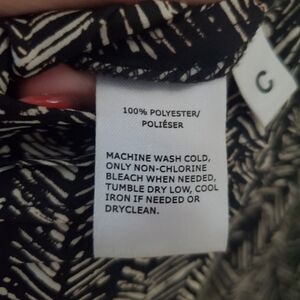 100% POLYESTER/
POLIÉSER
MACHINE WASH COLD,
ONLY NON-CHLORINE
BLEACH WHEN NEEDED,
TUMBLE DRY LOW, COOL
IRON IF NEEDED OR
DRYCLEAN.
C